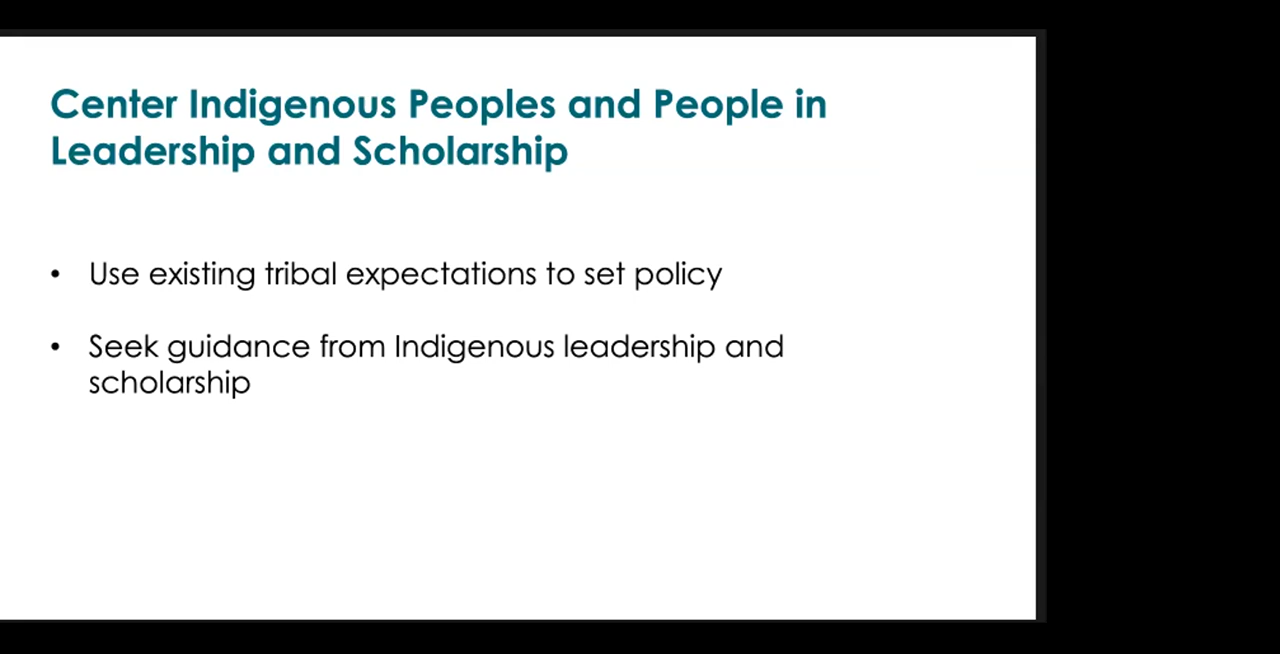 Center Indigenous Peoples and People in
Leadership and Scholarship
• Use existing tribal expectations to set policy
• Seek guidance from Indigenous leadership and
scholarship